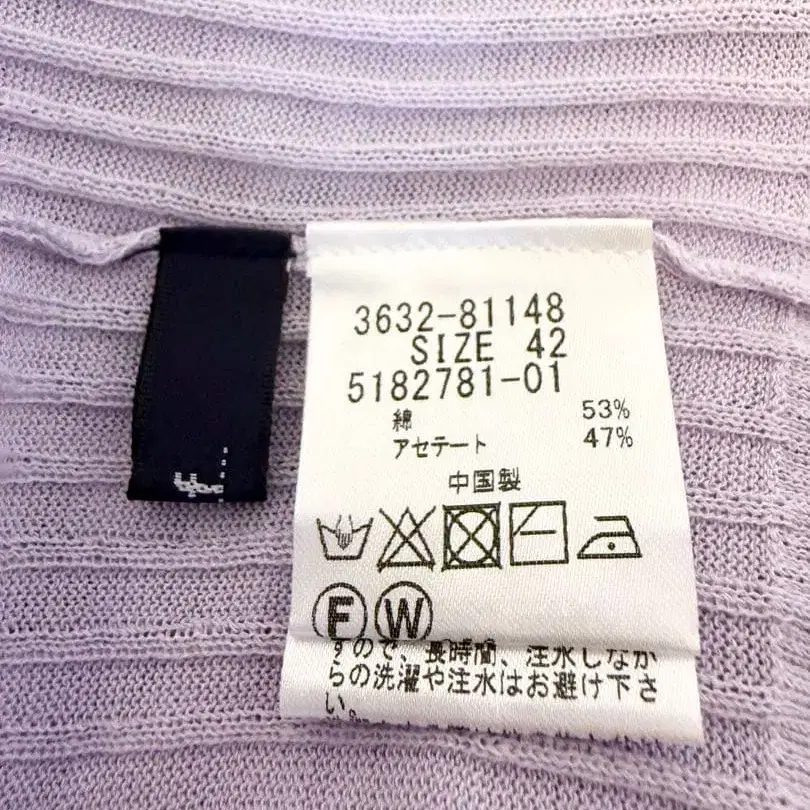 3632-81148
SIZE 42
5182781-01
綿 53%
アセテート 47%
中国製
F W
すので、長時間、注水しなが
らの洗濯や注水はお避け下さ
い。